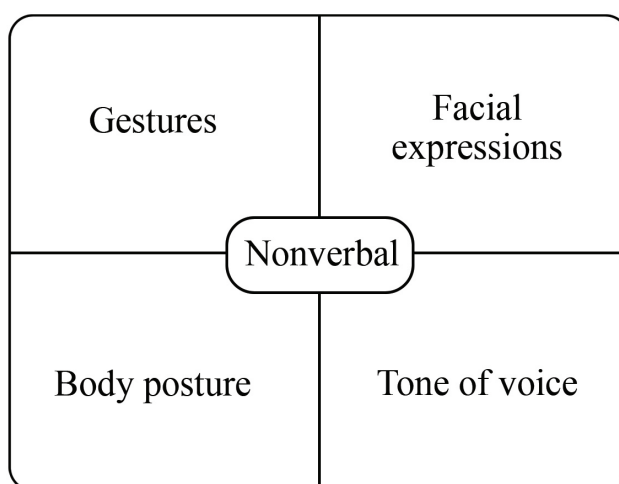 Gestures
Facial
expressions
Nonverbal
Body posture
Tone of voice